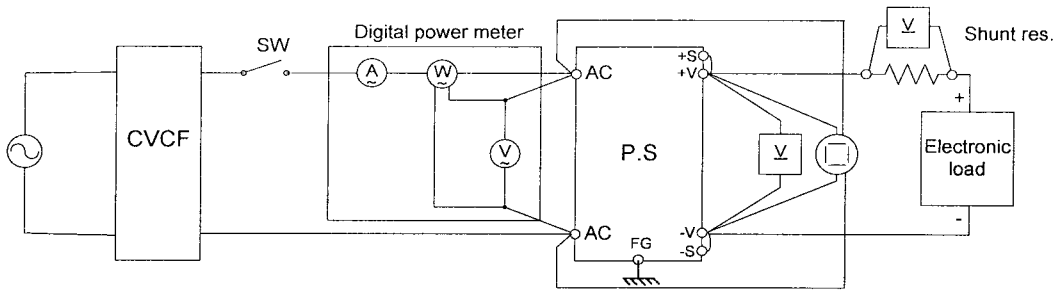 Digital power meter
SW
A
W
V
CVCF
AC
AC
P.S
FG
+S
+V
-V
-S
V
V
Shunt res.
+
Electronic
load
-